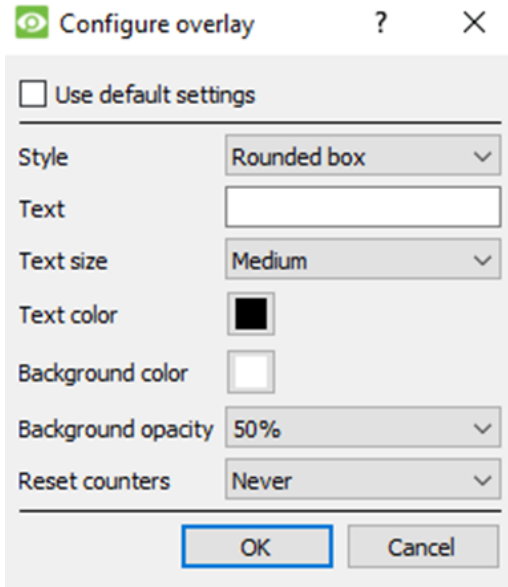 Configure overlay ?
Use default settings
Style Rounded box
Text
Text size Medium
Text color
Background color
Background opacity 50%
Reset counters Never
OK Cancel